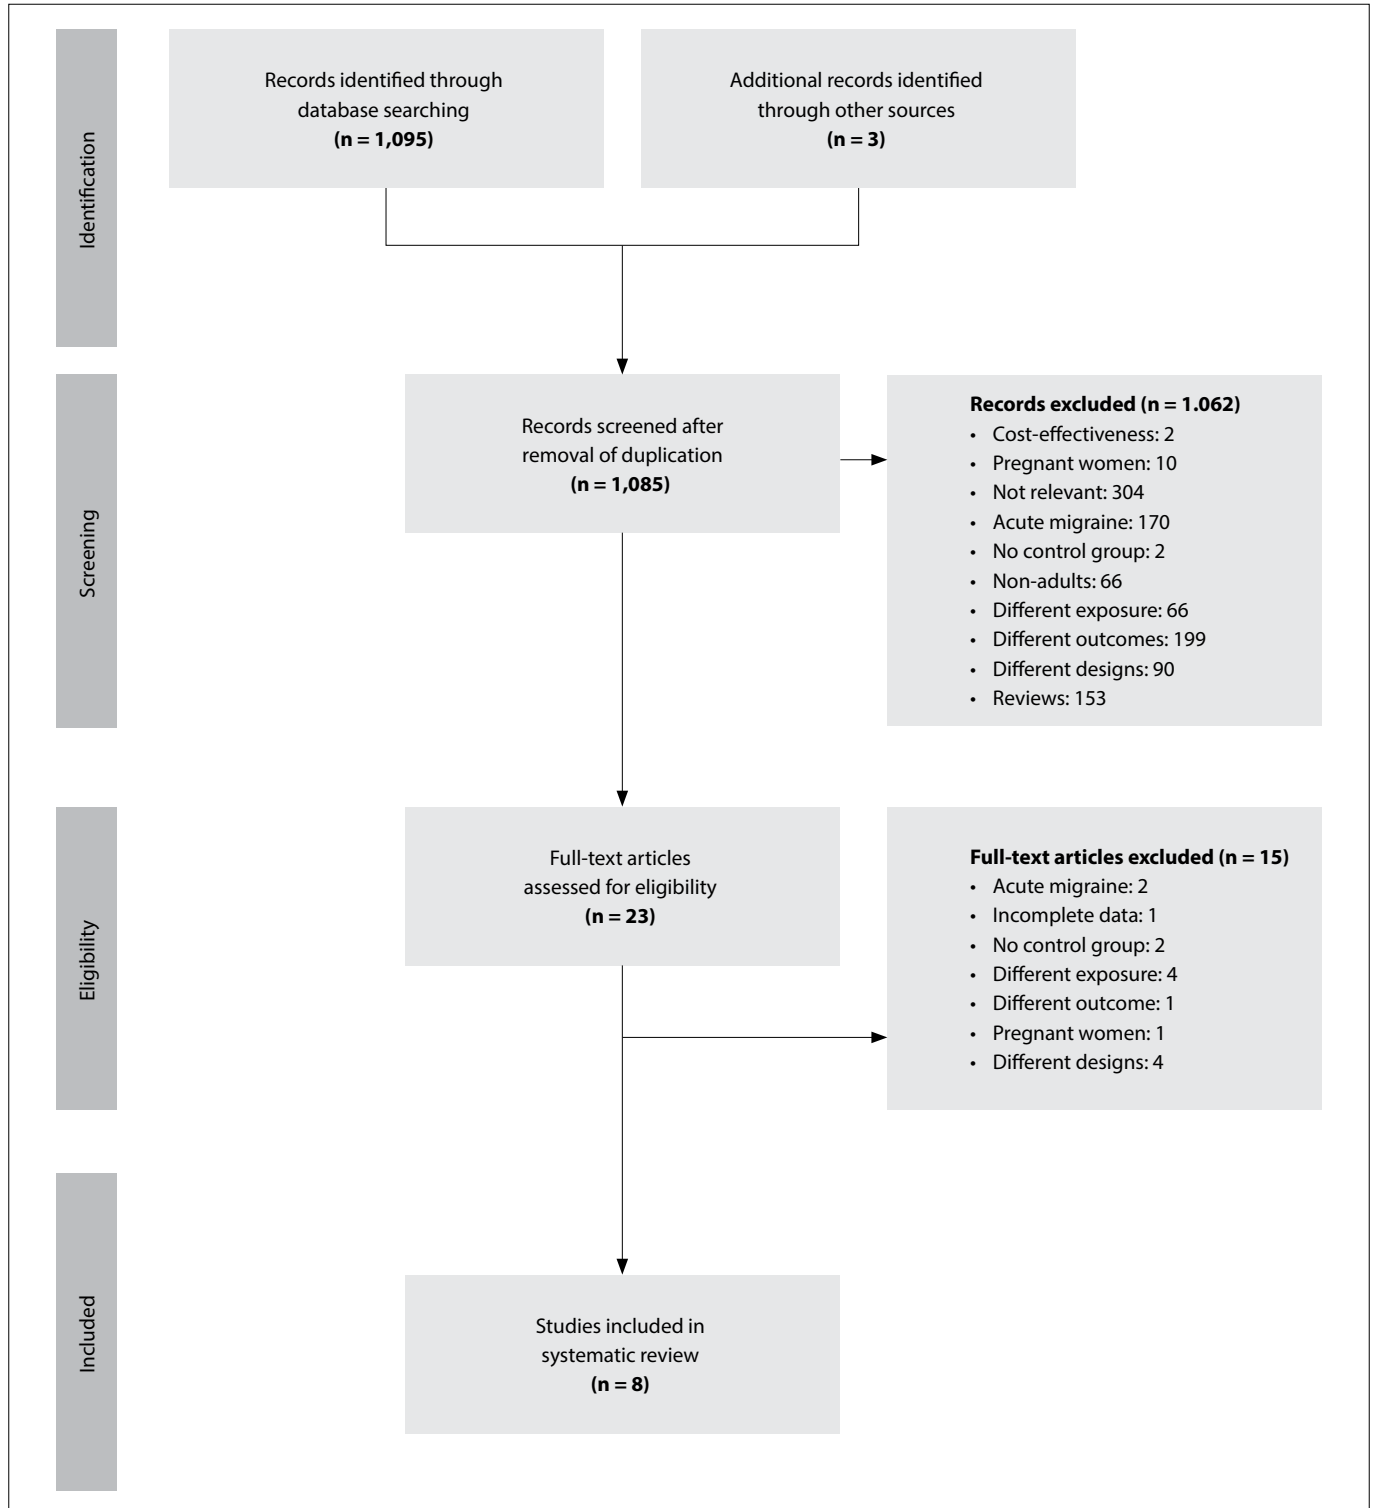 Identification
Records identified through
database searching
(n = 1,095)
Additional records identified
through other sources
(n = 3)
Screening
Records screened after
removal of duplication
(n = 1,085)
Records excluded (n = 1.062)
• Cost-effectiveness: 2
• Pregnant women: 10
• Not relevant: 304
• Acute migraine: 170
• No control group: 2
• Non-adults: 66
• Different exposure: 66
• Different outcomes: 199
• Different designs: 90
• Reviews: 153
Eligibility
Full-text articles
assessed for eligibility
(n = 23)
Full-text articles excluded (n = 15)
• Acute migraine: 2
• Incomplete data: 1
• No control group: 2
• Different exposure: 4
• Different outcome: 1
• Pregnant women: 1
• Different designs: 4
Included
Studies included in
systematic review
(n = 8)